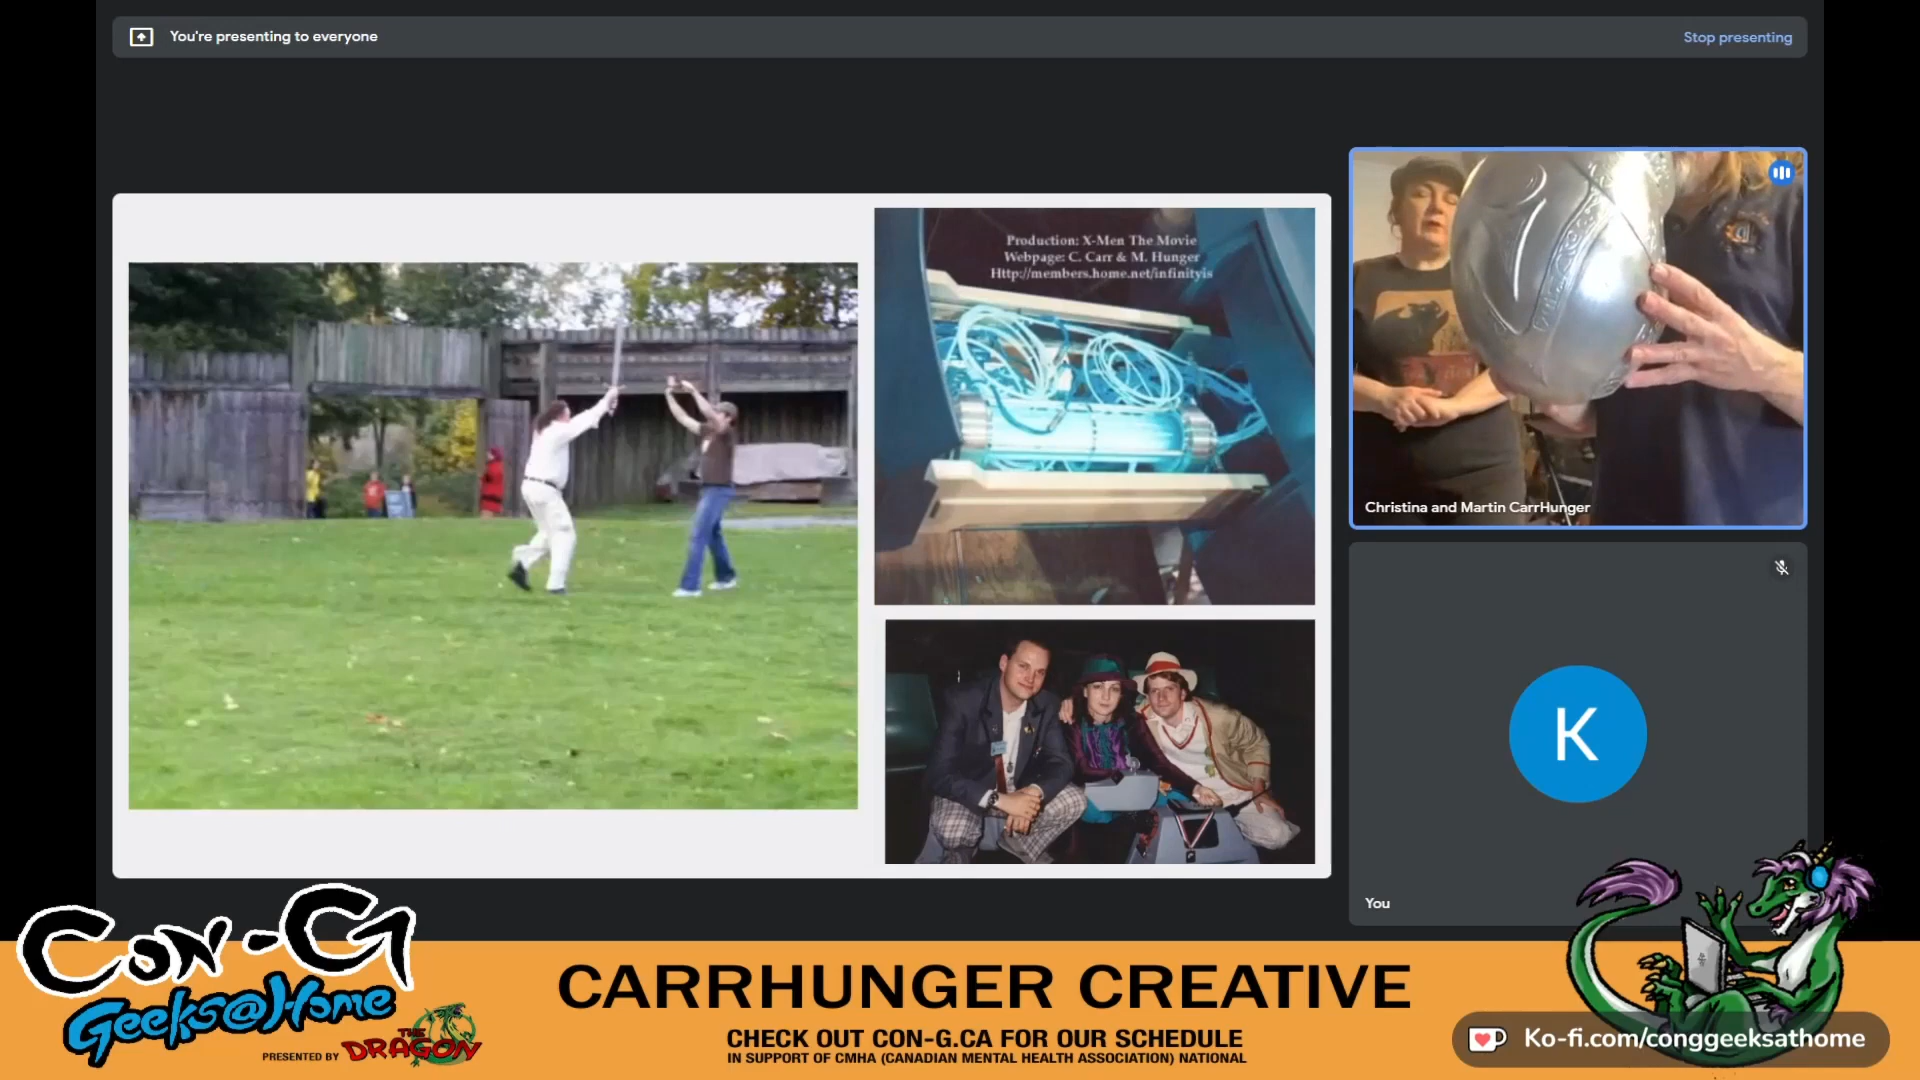 You're presenting to everyone
Stop presenting
Production: X-Men The Movie
Webpage: C. Carr & M. Hunger
Http://members.home.net/infinityis
Christina and Martin CarrHunger
K
You
Con-G
Geeks@Home
PRESENTED BY THE DRAGON
CARRHUNGER CREATIVE
CHECK OUT CON-G.CA FOR OUR SCHEDULE
IN SUPPORT OF CMHA (CANADIAN MENTAL HEALTH ASSOCIATION) NATIONAL
Ko-fi.com/conggeeksathome